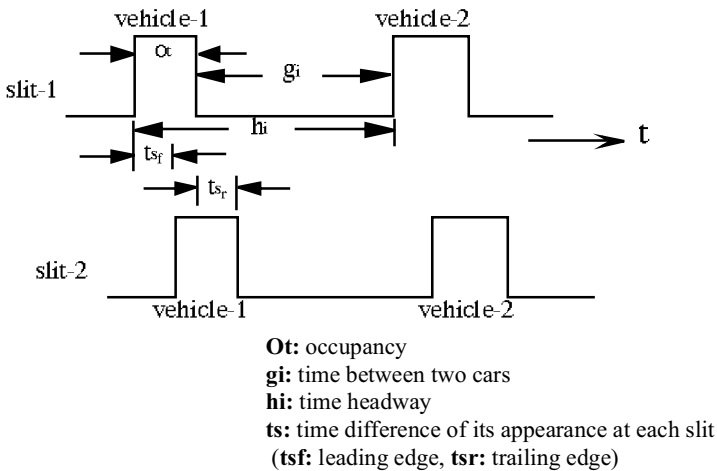 vehicle-1 vehicle-2
Ot
gi
slit-1
hi
t
tsf
tsr
slit-2
vehicle-1 vehicle-2
Ot: occupancy
gi: time between two cars
hi: time headway
ts: time difference of its appearance at each slit
(tsf: leading edge, tsr: trailing edge)